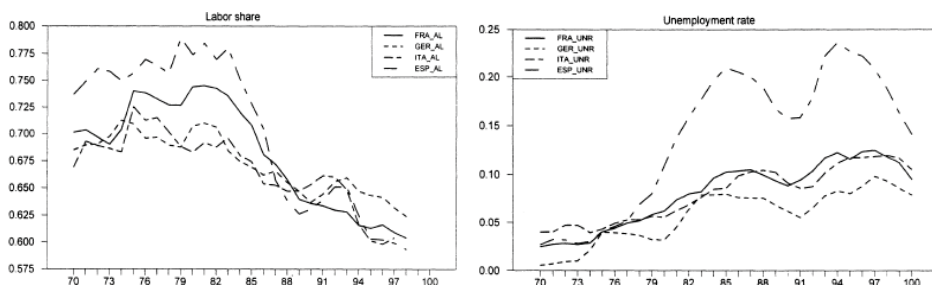 Labor share
0.800
0.775
0.750
0.725
0.700
0.675
0.650
0.625
0.600
0.575
FRA_AL
GER_AL
ITA_AL
ESP_AL
70 73 76 79 82 85 88 91 94 97 100
Unemployment rate
0.25
0.20
0.15
0.10
0.05
0.00
FRA_UNR
GER_UNR
ITA_UNR
ESP_UNR
70 73 76 79 82 85 88 91 94 97 100